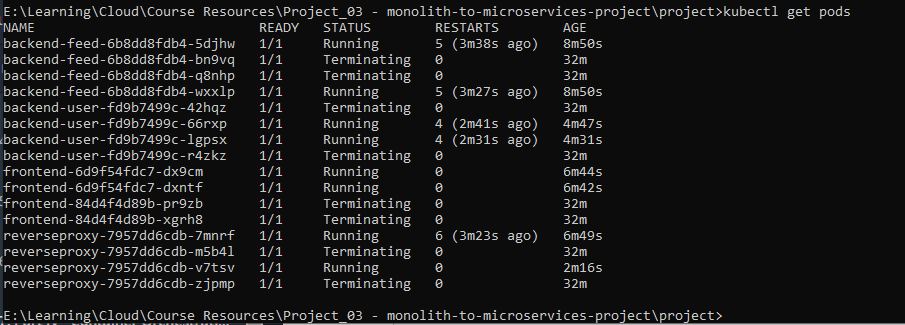 E:\Learning\Cloud\Course Resources\Project_03 - monolith-to-microservices-project\project>kubectl get pods
NAME READY STATUS RESTARTS AGE
backend-feed-6b8dd8fdb4-5djhw 1/1 Running 5 (3m38s ago) 8m50s
backend-feed-6b8dd8fdb4-bn9vq 1/1 Terminating 0 32m
backend-feed-6b8dd8fdb4-q8nhp 1/1 Terminating 0 32m
backend-feed-6b8dd8fdb4-wxxlp 1/1 Running 5 (3m27s ago) 8m50s
backend-user-fd9b7499c-42hqz 1/1 Terminating 0 32m
backend-user-fd9b7499c-66rxp 1/1 Running 4 (2m41s ago) 4m47s
backend-user-fd9b7499c-lgpsx 1/1 Running 4 (2m31s ago) 4m31s
backend-user-fd9b7499c-r4zkz 1/1 Terminating 0 32m
frontend-6d9f54fdc7-dx9cm 1/1 Running 0 6m44s
frontend-6d9f54fdc7-dxntf 1/1 Running 0 6m42s
frontend-84d4f4d89b-pr9zb 1/1 Terminating 0 32m
frontend-84d4f4d89b-xgrh8 1/1 Terminating 0 32m
reverseproxy-7957dd6cdb-7mnrf 1/1 Running 6 (3m23s ago) 6m49s
reverseproxy-7957dd6cdb-m5b4l 1/1 Terminating 0 32m
reverseproxy-7957dd6cdb-v7tsv 1/1 Running 0 2m16s
reverseproxy-7957dd6cdb-zjpmp 1/1 Terminating 0 32m
E:\Learning\Cloud\Course Resources\Project_03 - monolith-to-microservices-project\project>